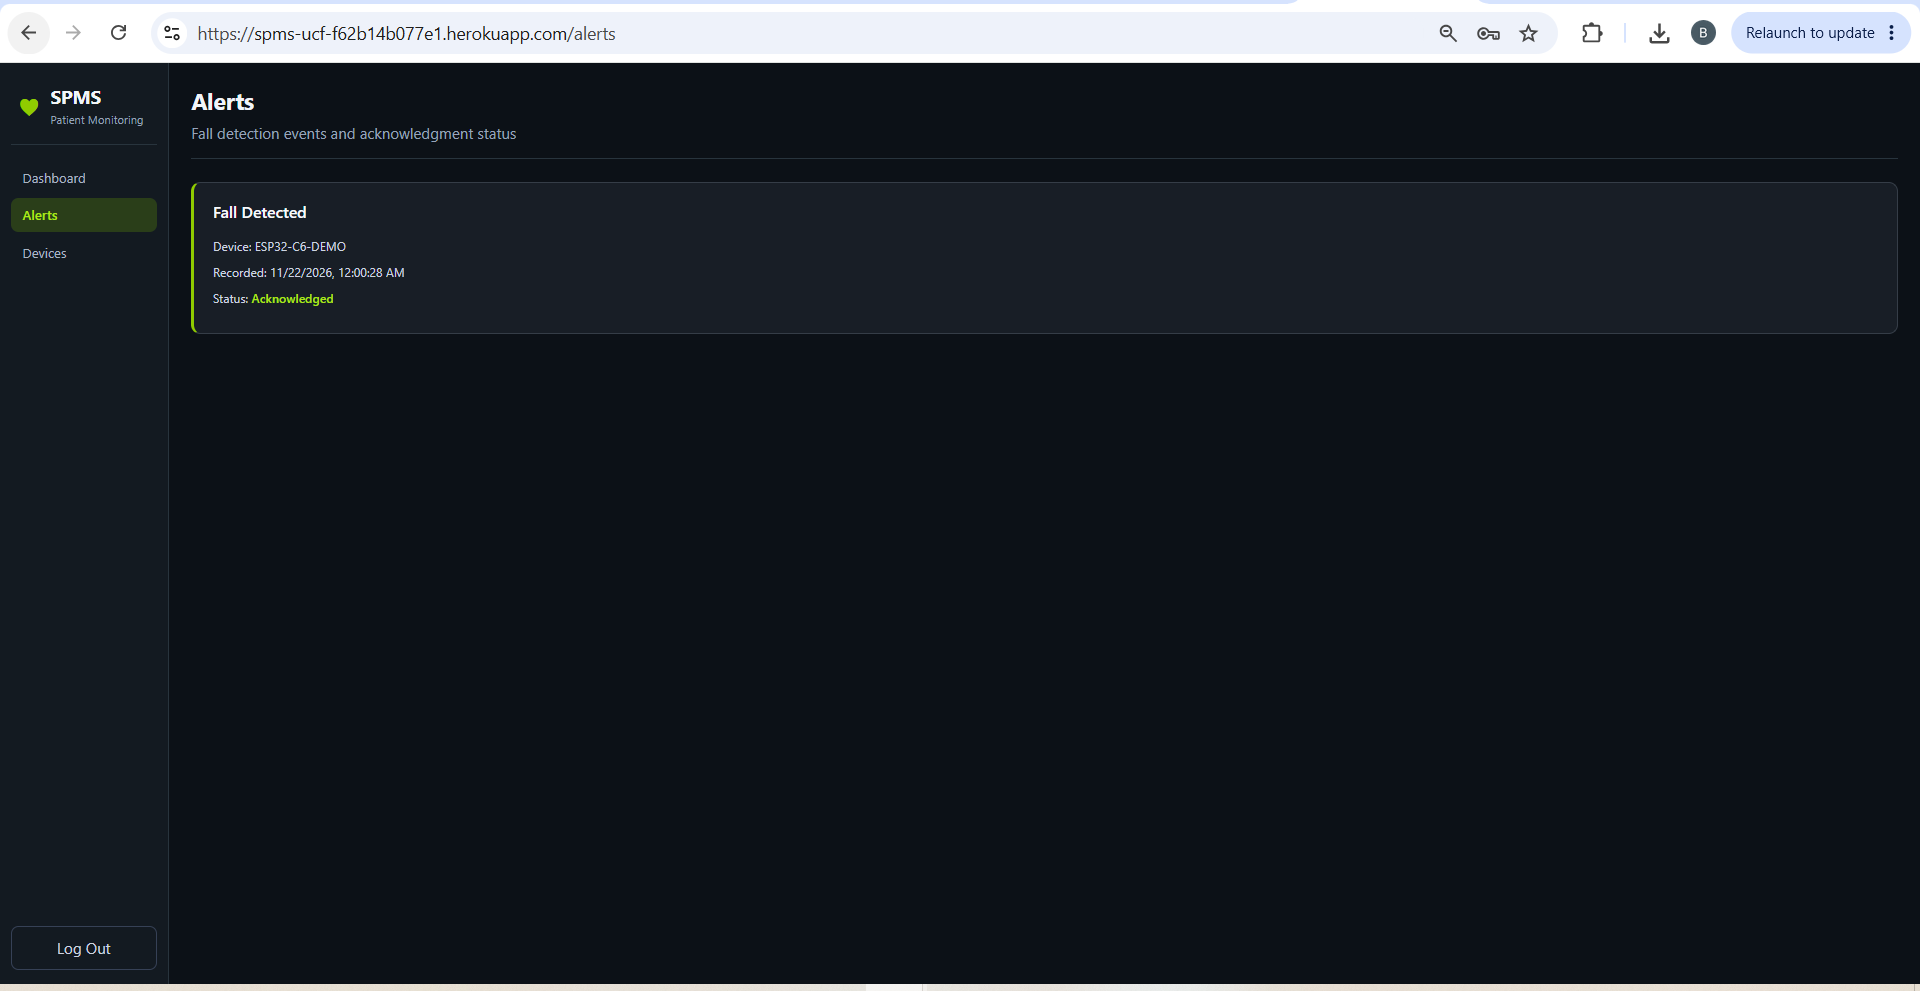 https://spms-ucf-f62b14b077e1.herokuapp.com/alerts
B
Relaunch to update
SPMS
Patient Monitoring
Dashboard
Alerts
Devices
Log Out
Alerts
Fall detection events and acknowledgment status
Fall Detected
Device: ESP32-C6-DEMO
Recorded: 11/22/2026, 12:00:28 AM
Status: Acknowledged